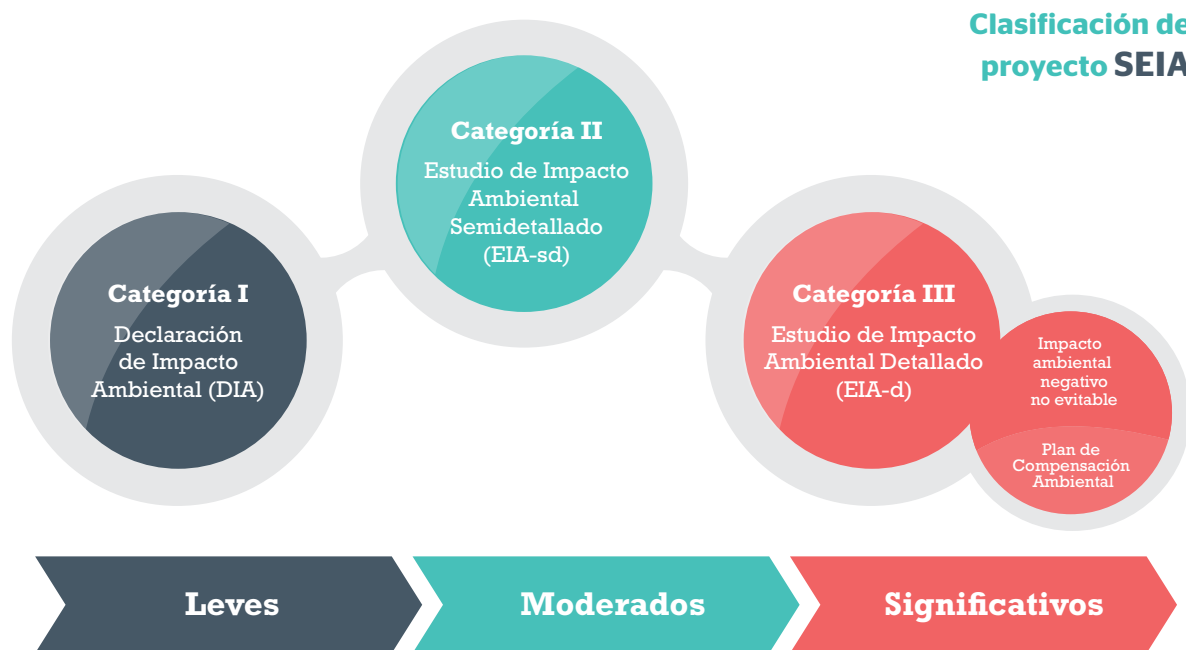 Clasificación de
proyecto SEIA
Categoría I
Declaración
de Impacto
Ambiental (DIA)
Categoría II
Estudio de Impacto
Ambiental
Semidetallado
(EIA-sd)
Categoría III
Estudio de Impacto
Ambiental Detallado
(EIA-d)
Impacto
ambiental
negativo
no evitable
Plan de
Compensación
Ambiental
Leves
Moderados
Significativos